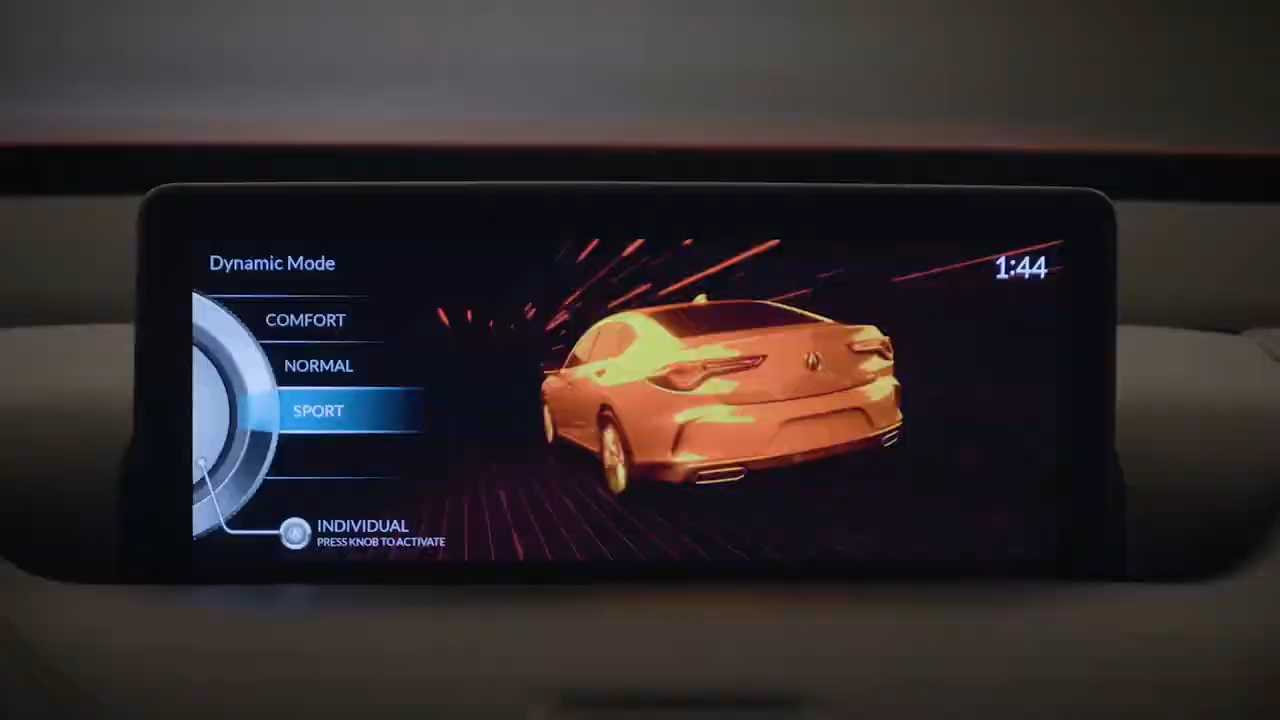 Dynamic Mode
1:44
COMFORT
NORMAL
SPORT
INDIVIDUAL
PRESS KNOB TO ACTIVATE